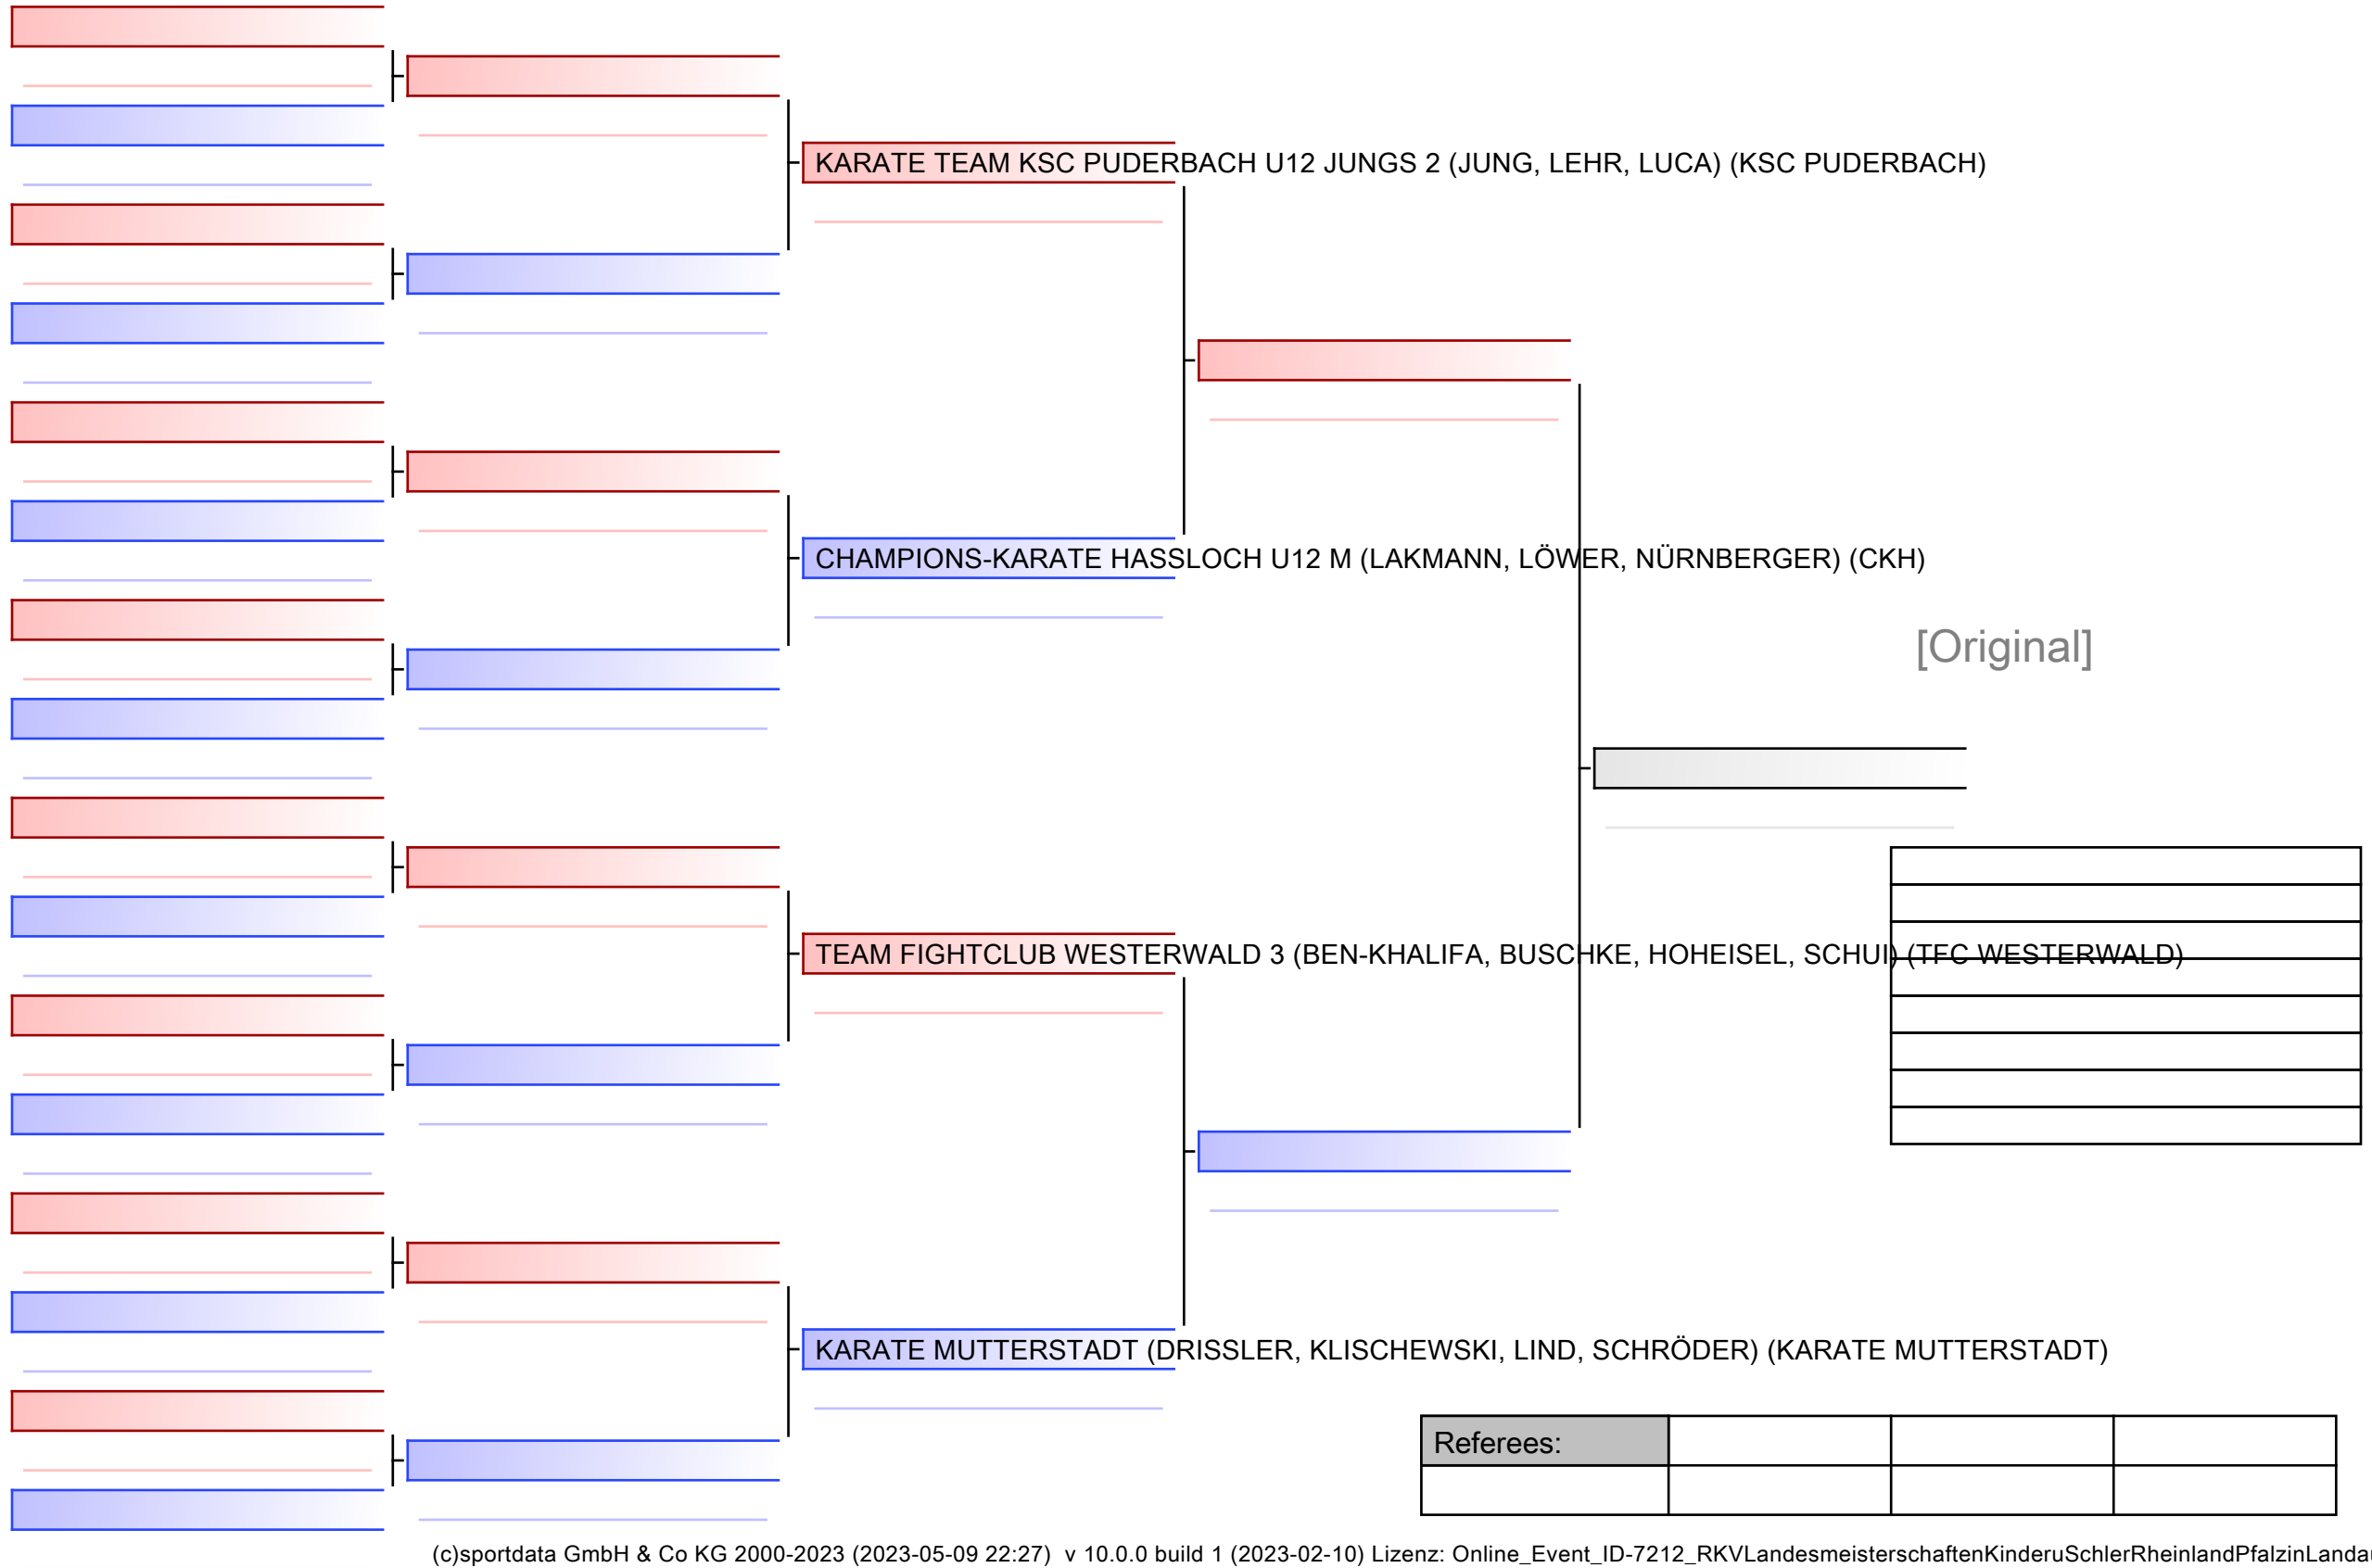 KARATE TEAM KSC PUDERBACH U12 JUNGS 2 (JUNG, LEHR, LUCA) (KSC PUDERBACH)
CHAMPIONS-KARATE HASSLOCH U12 M (LAKMANN, LÖWER, NÜRNBERGER) (CKH)
[Original]
TEAM FIGHTCLUB WESTERWALD 3 (BEN-KHALIFA, BUSCHKE, HOHEISEL, SCHUI) (TFC WESTERWALD)
KARATE MUTTERSTADT (DRISSLER, KLISCHEWSKI, LIND, SCHRÖDER) (KARATE MUTTERSTADT)
Referees:
(c)sportdata GmbH & Co KG 2000-2023 (2023-05-09 22:27) v 10.0.0 build 1 (2023-02-10) Lizenz: Online_Event_ID-7212_RKVLandesmeisterschaftenKinderuSchlerRheinlandPfalzinLanda